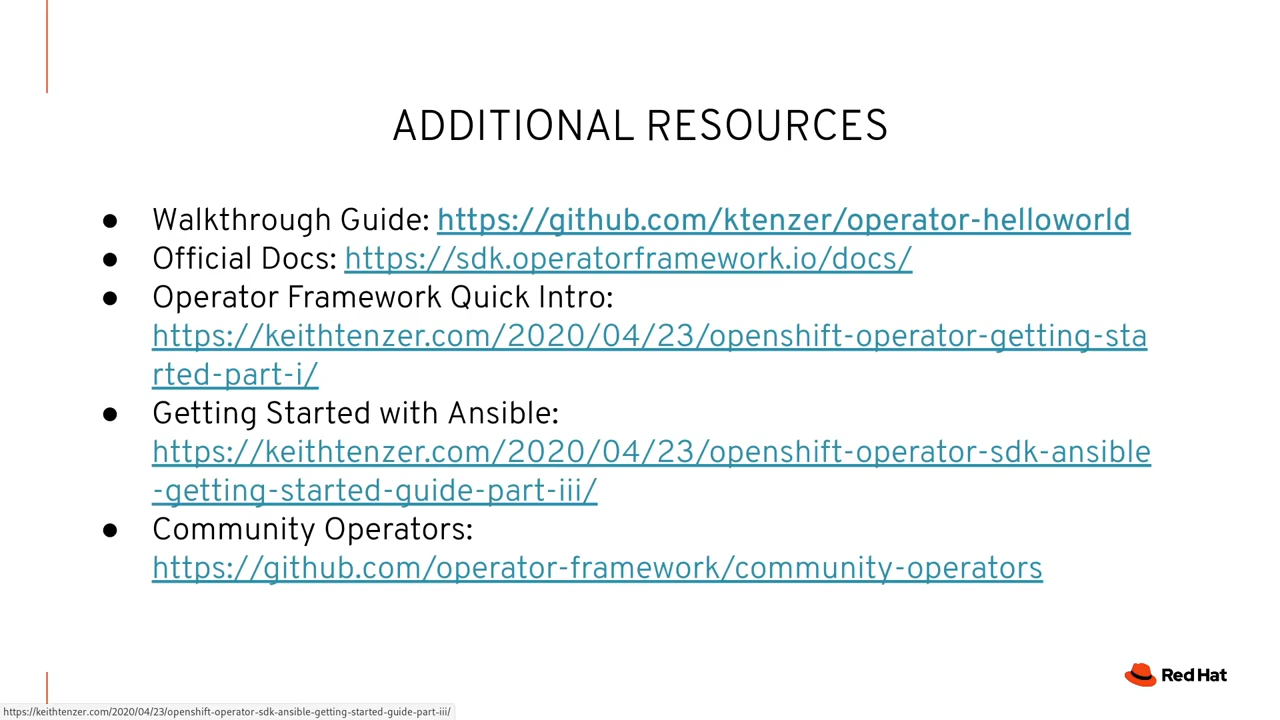 ADDITIONAL RESOURCES
● Walkthrough Guide: https://github.com/ktenzer/operator-helloworld
● Official Docs: https://sdk.operatorframework.io/docs/
● Operator Framework Quick Intro:
https://keithtenzer.com/2020/04/23/openshift-operator-getting-sta
rted-part-i/
● Getting Started with Ansible:
https://keithtenzer.com/2020/04/23/openshift-operator-sdk-ansible
-getting-started-guide-part-iii/
● Community Operators:
https://github.com/operator-framework/community-operators
Red Hat
https://keithtenzer.com/2020/04/23/openshift-operator-sdk-ansible-getting-started-guide-part-iii/